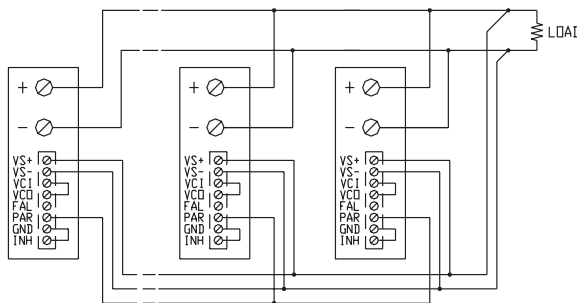 LOAD
+
-
VS+
VS-
VCI
VCO
FAL
PAR
GND
INH
+
-
VS+
VS-
VCI
VCO
FAL
PAR
GND
INH
+
-
VS+
VS-
VCI
VCO
FAL
PAR
GND
INH